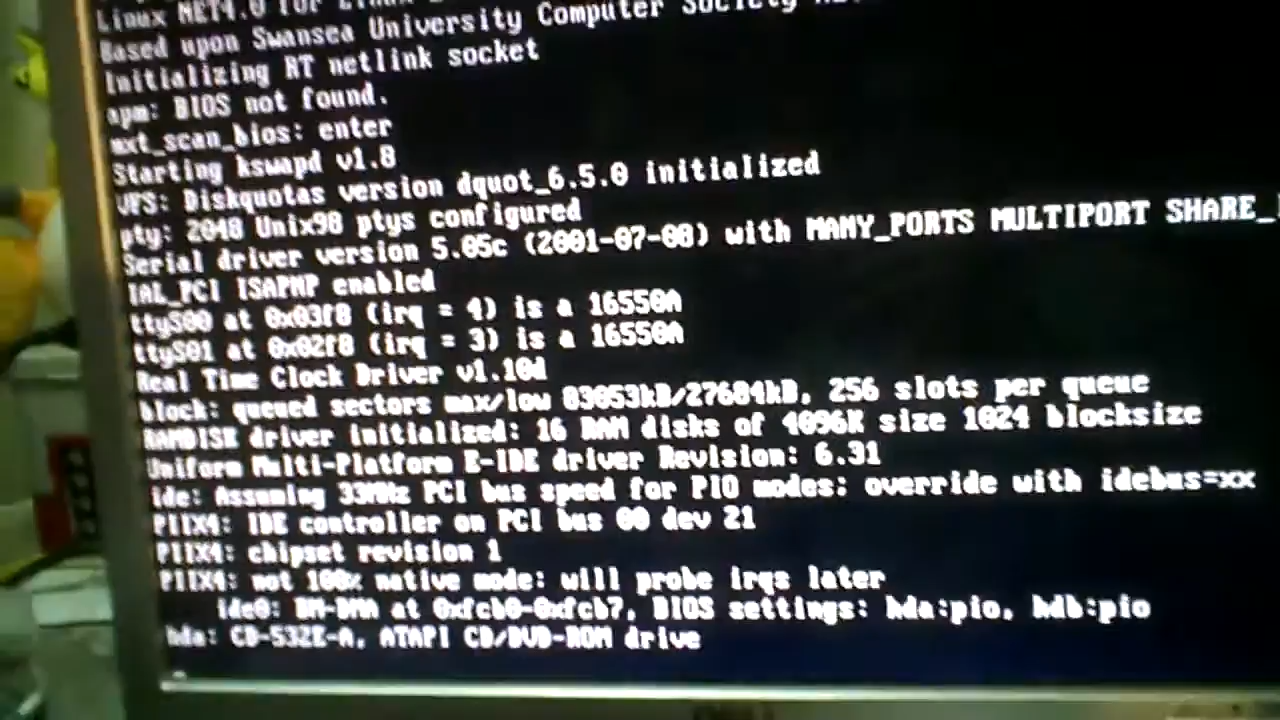 Linux NET4.0 for Linux
Based upon Swansea University Computer Society
Initializing RT netlink socket
apm: BIOS not found.
mxt_scan_bios: enter
Starting kswapd v1.8
VFS: Diskquotas version dquot_6.5.0 initialized
pty: 2048 Unix98 ptys configured
Serial driver version 5.05c (2001-07-08) with MANY_PORTS MULTIPORT SHARE_
IAL_PCI ISAPNP enabled
ttyS00 at 0x03f8 (irq = 4) is a 16550A
ttyS01 at 0x02f8 (irq = 3) is a 16550A
Real Time Clock Driver v1.10d
block: queued sectors max/low 83053kB/27684kB, 256 slots per queue
RAMDISK driver initialized: 16 RAM disks of 4096K size 1024 blocksize
Uniform Multi-Platform E-IDE driver Revision: 6.31
ide: Assuming 33MHz PCI bus speed for PIO modes; override with idebus=xx
PIIX4: IDE controller on PCI bus 00 dev 21
PIIX4: chipset revision 1
PIIX4: not 100% native mode: will probe irqs later
ide0: BM-DMA at 0xfcb0-0xfcb7, BIOS settings: hda:pio, hdb:pio
hda: CD-532E-A, ATAPI CD/DVD-ROM drive